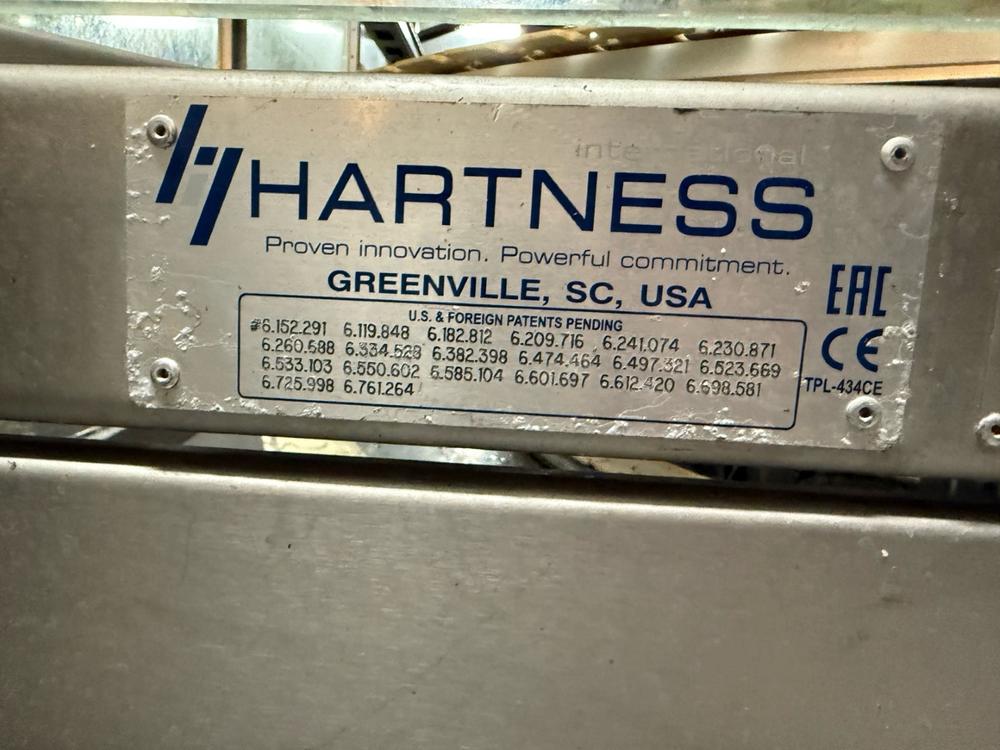 international
HARTNESS
Proven innovation. Powerful commitment.
GREENVILLE, SC, USA
EAC
CE
TPL-434CE
U.S. & FOREIGN PATENTS PENDING
#6.152.291 6.119.848 6.182.812 6.209.716 6.241.074 6.230.871
6.260.688 6.334.528 6.382.398 6.474.464 6.497.321 6.523.669
6.533.103 6.550.602 6.585.104 6.601.697 6.612.420 6.698.581
6.725.998 6.761.264